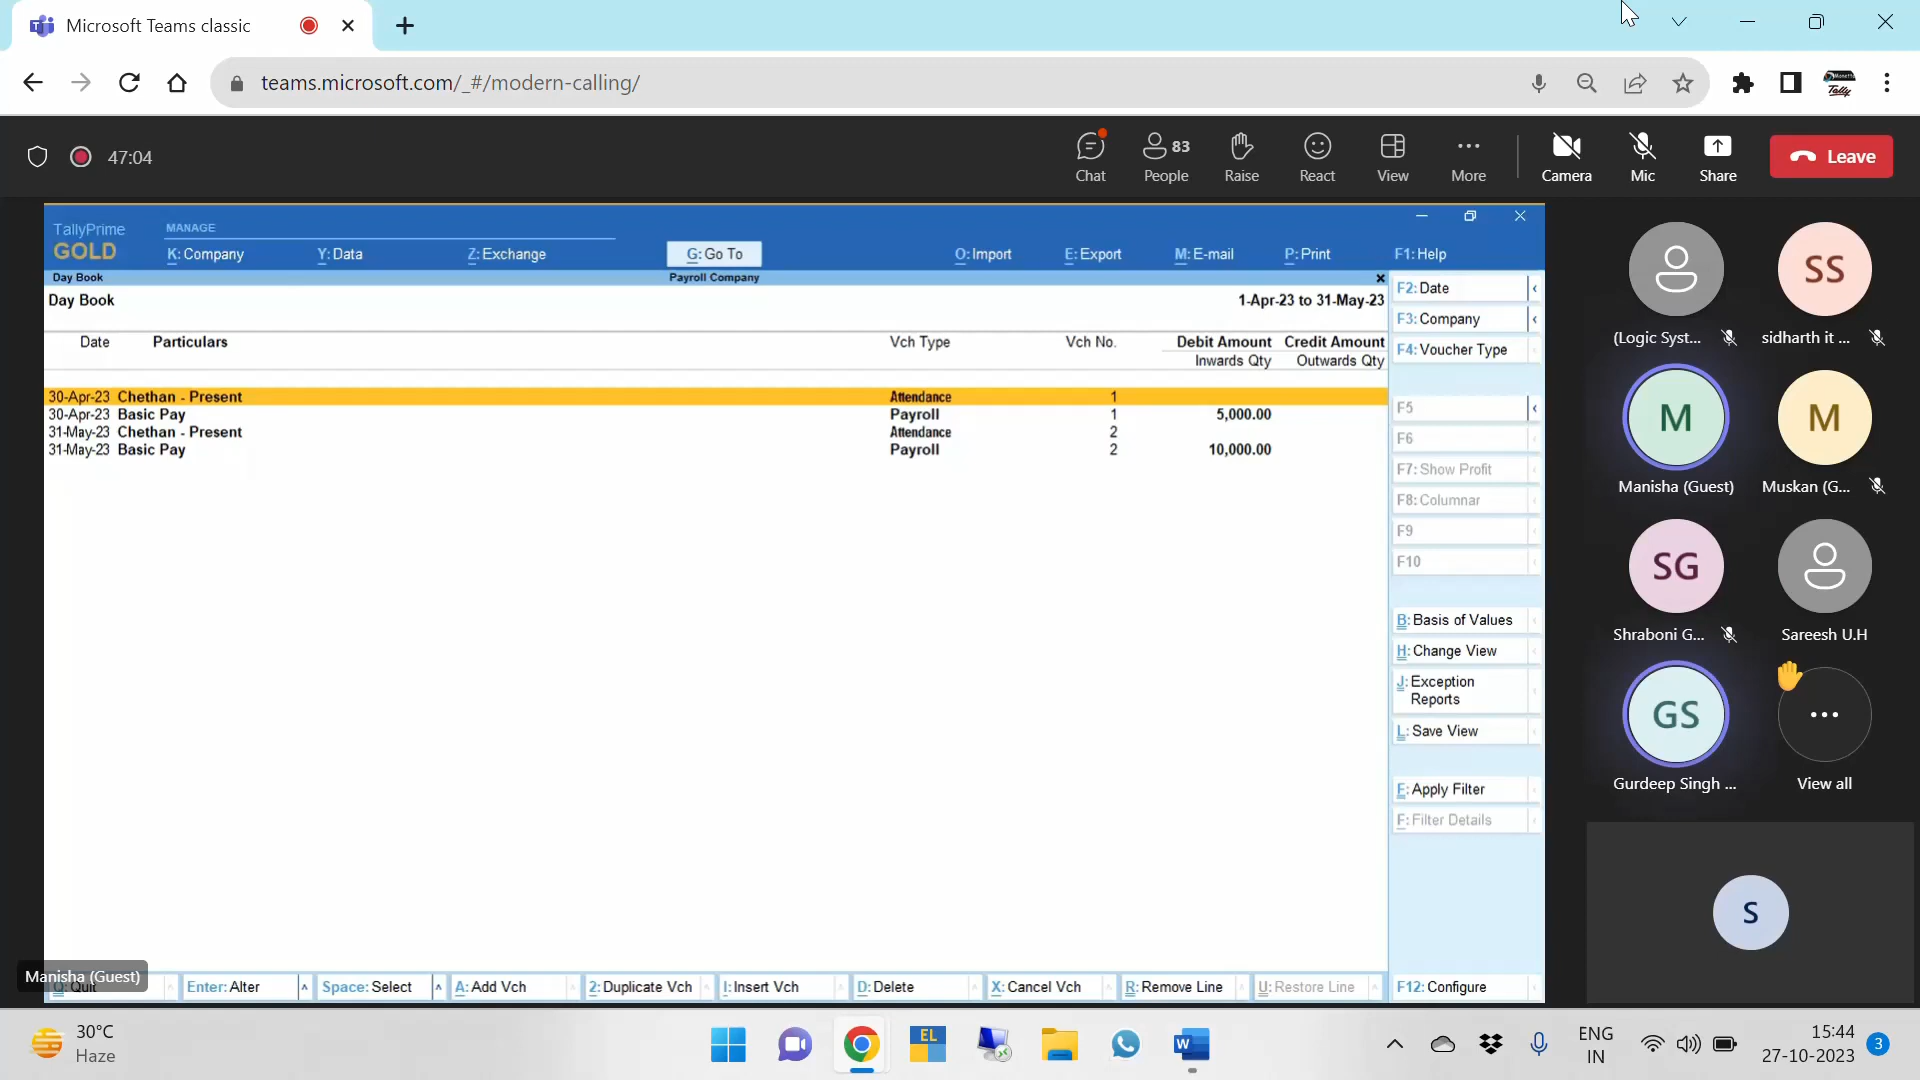 Microsoft Teams classic
teams.microsoft.com/_#/modern-calling/
47:04
Chat
83
People
Raise
React
View
More
Camera
Mic
Share
Leave
TallyPrime
GOLD
MANAGE
K: Company
Y: Data
Z: Exchange
G: Go To
O: Import
E: Export
M: E-mail
P: Print
F1: Help
Day Book
Payroll Company
Day Book
1-Apr-23 to 31-May-23
Date
Particulars
Vch Type
Vch No.
Debit Amount
Credit Amount
Inwards Qty
Outwards Qty
30-Apr-23 Chethan - Present Attendance 1
30-Apr-23 Basic Pay Payroll 1 5,000.00
31-May-23 Chethan - Present Attendance 2
31-May-23 Basic Pay Payroll 2 10,000.00
F2: Date
F3: Company
F4: Voucher Type
F5
F6
F7: Show Profit
F8: Columnar
F9
F10
B: Basis of Values
H: Change View
J: Exception
Reports
L: Save View
F: Apply Filter
F: Filter Details
F12: Configure
Manisha (Guest)
Q: Quit
Enter: Alter
Space: Select
A: Add Vch
2: Duplicate Vch
I: Insert Vch
D: Delete
X: Cancel Vch
R: Remove Line
U: Restore Line
(Logic Syst...
SS
sidharth it ...
M
Manisha (Guest)
M
Muskan (G...
SG
Shraboni G...
Sareesh U.H
GS
Gurdeep Singh ...
View all
S
30°C
Haze
EL
W
ENG
IN
15:44
27-10-2023
3